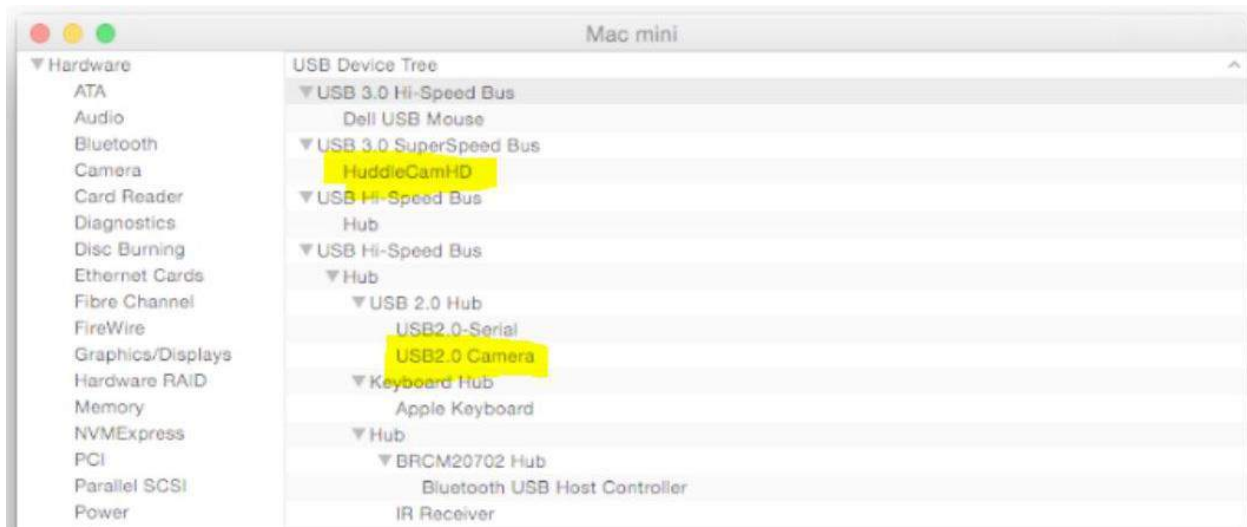 Mac mini
Hardware
ATA
Audio
Bluetooth
Camera
Card Reader
Diagnostics
Disc Burning
Ethernet Cards
Fibre Channel
FireWire
Graphics/Displays
Hardware RAID
Memory
NVMExpress
PCI
Parallel SCSI
Power
USB Device Tree
USB 3.0 Hi-Speed Bus
Dell USB Mouse
USB 3.0 SuperSpeed Bus
HuddleCamHD
USB Hi-Speed Bus
Hub
USB Hi-Speed Bus
Hub
USB 2.0 Hub
USB2.0-Serial
USB2.0 Camera
Keyboard Hub
Apple Keyboard
Hub
BRCM20702 Hub
Bluetooth USB Host Controller
IR Receiver